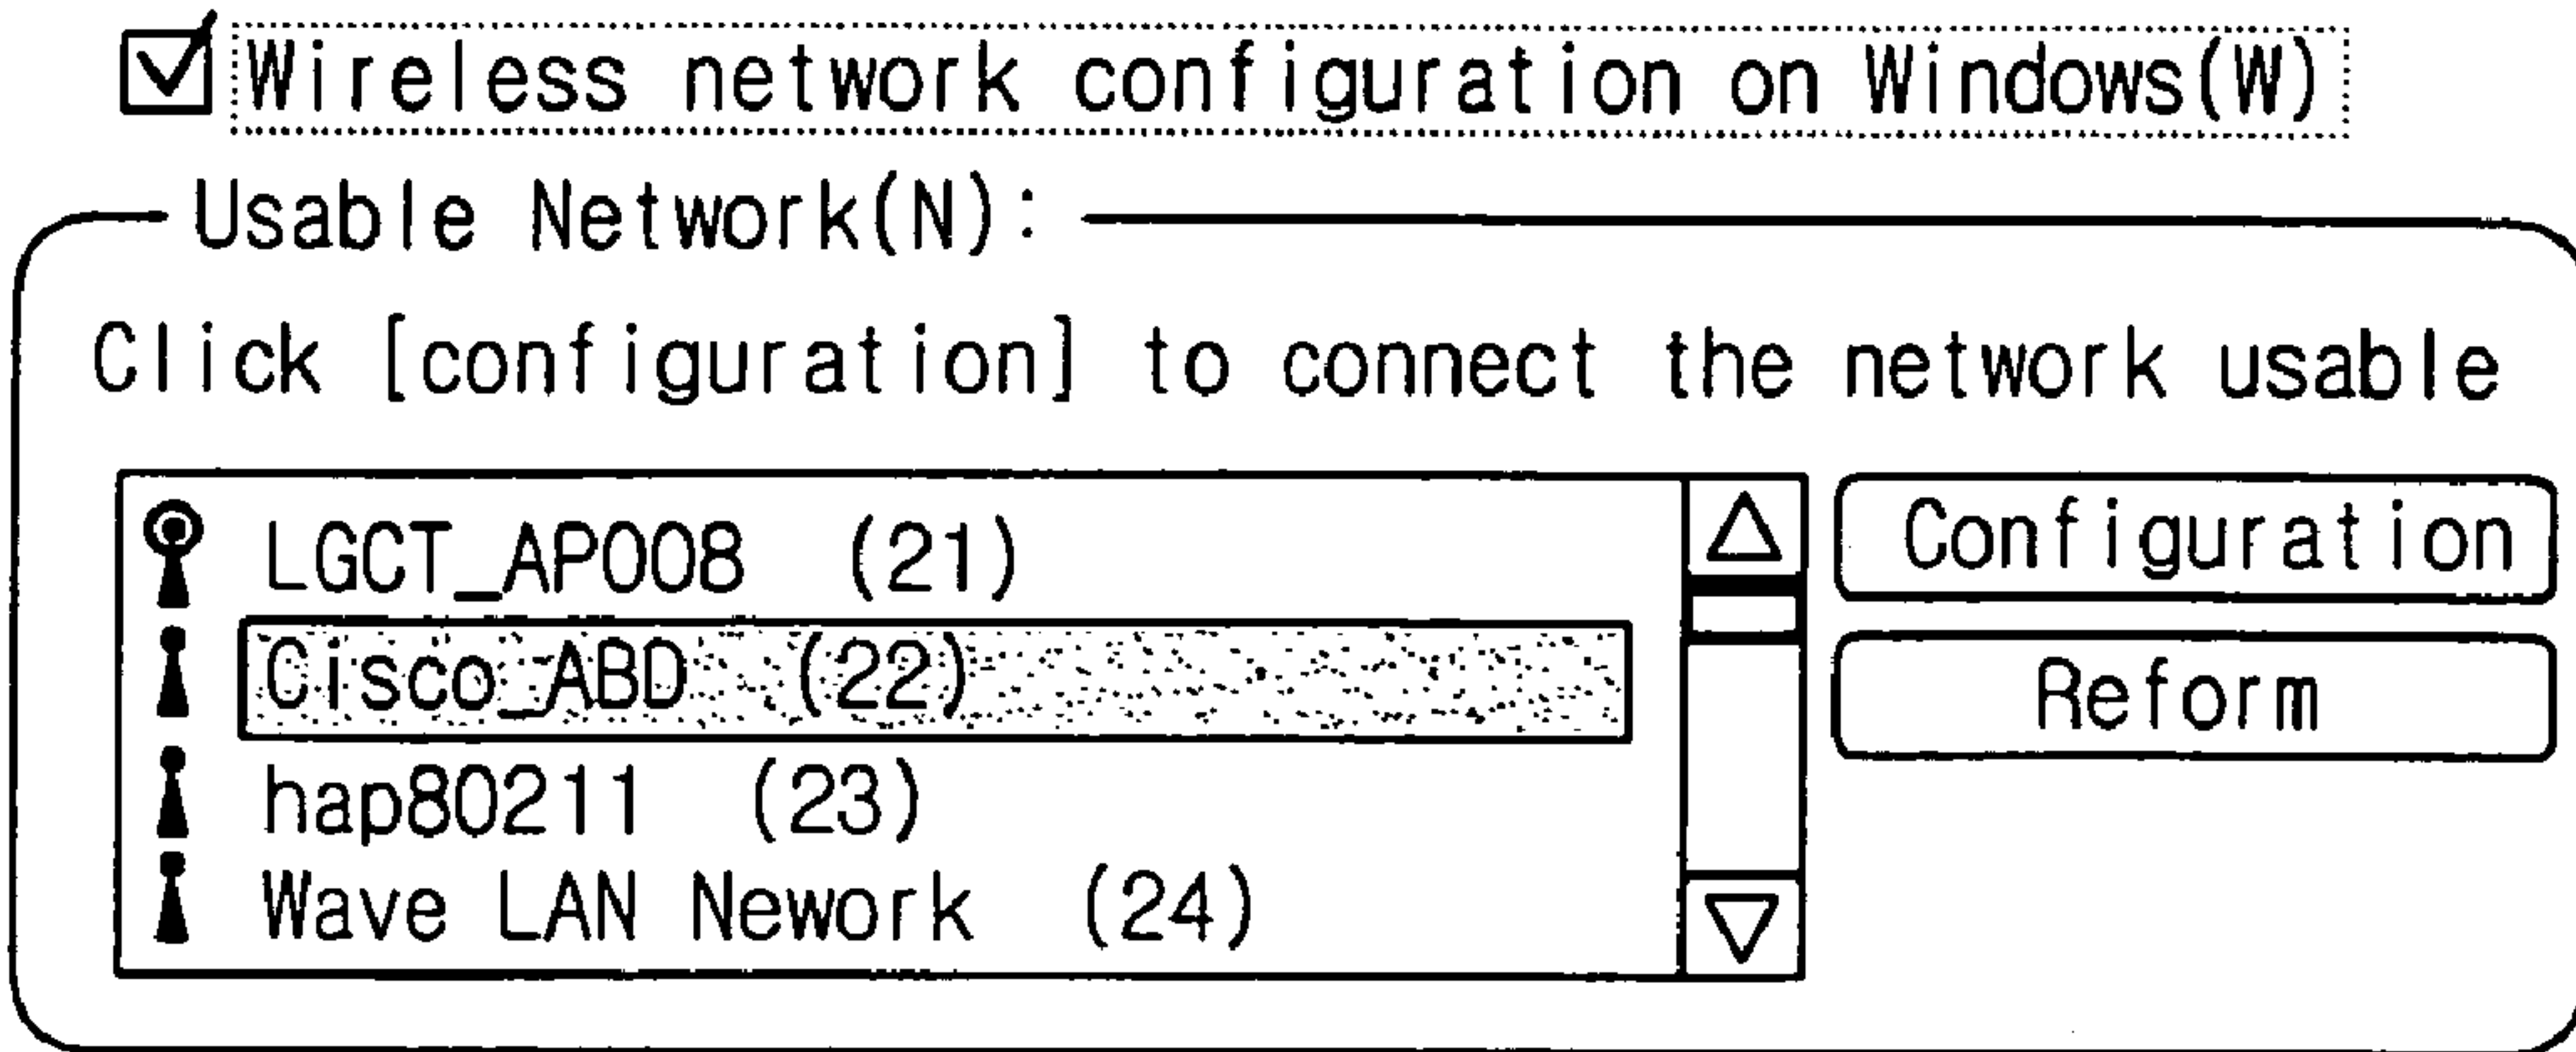 Wireless network configuration on Windows(W)
Usable Network(N):
Click [configuration] to connect the network usable
LGCT_AP008 (21)
Configuration
Cisco_ABD (22)
Reform
hap80211 (23)
Wave LAN Nework (24)